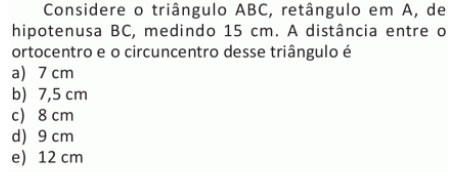 Considere o triângulo ABC, retângulo em A, de
hipotenusa BC, medindo 15 cm. A distância entre o
ortocentro e o circuncentro desse triângulo é
a) 7 cm
b) 7,5 cm
c) 8 cm
d) 9 cm
e) 12 cm